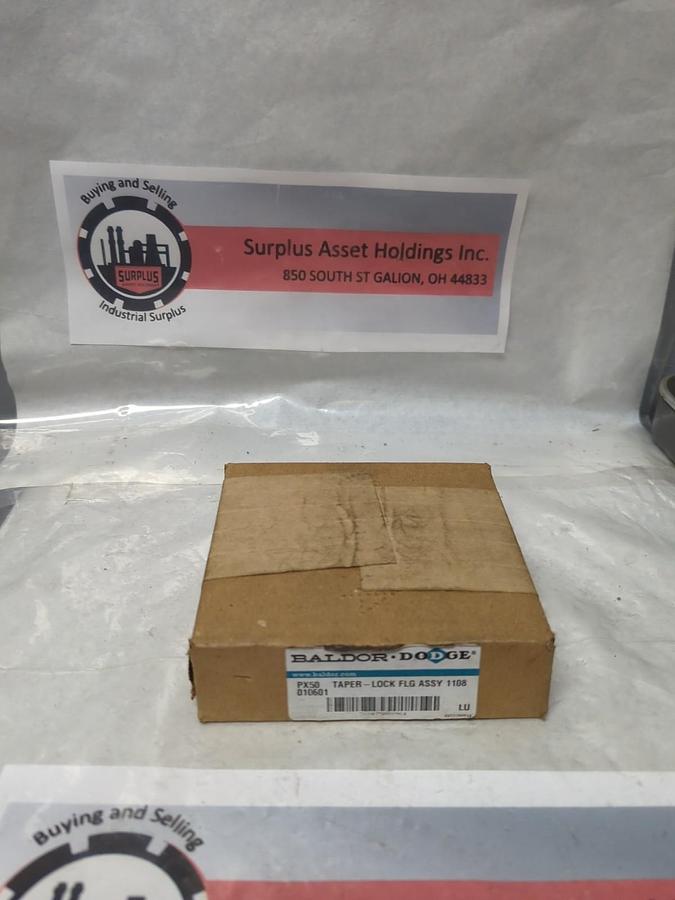 Buying and Selling
SURPLUS
Industrial Surplus
Surplus Asset Holdings Inc.
850 SOUTH ST GALION, OH 44833
BALDOR · DODGE®
www.baldor.com
PX50 TAPER-LOCK FLG ASSY 1108
010601
LU
Buying and Selling